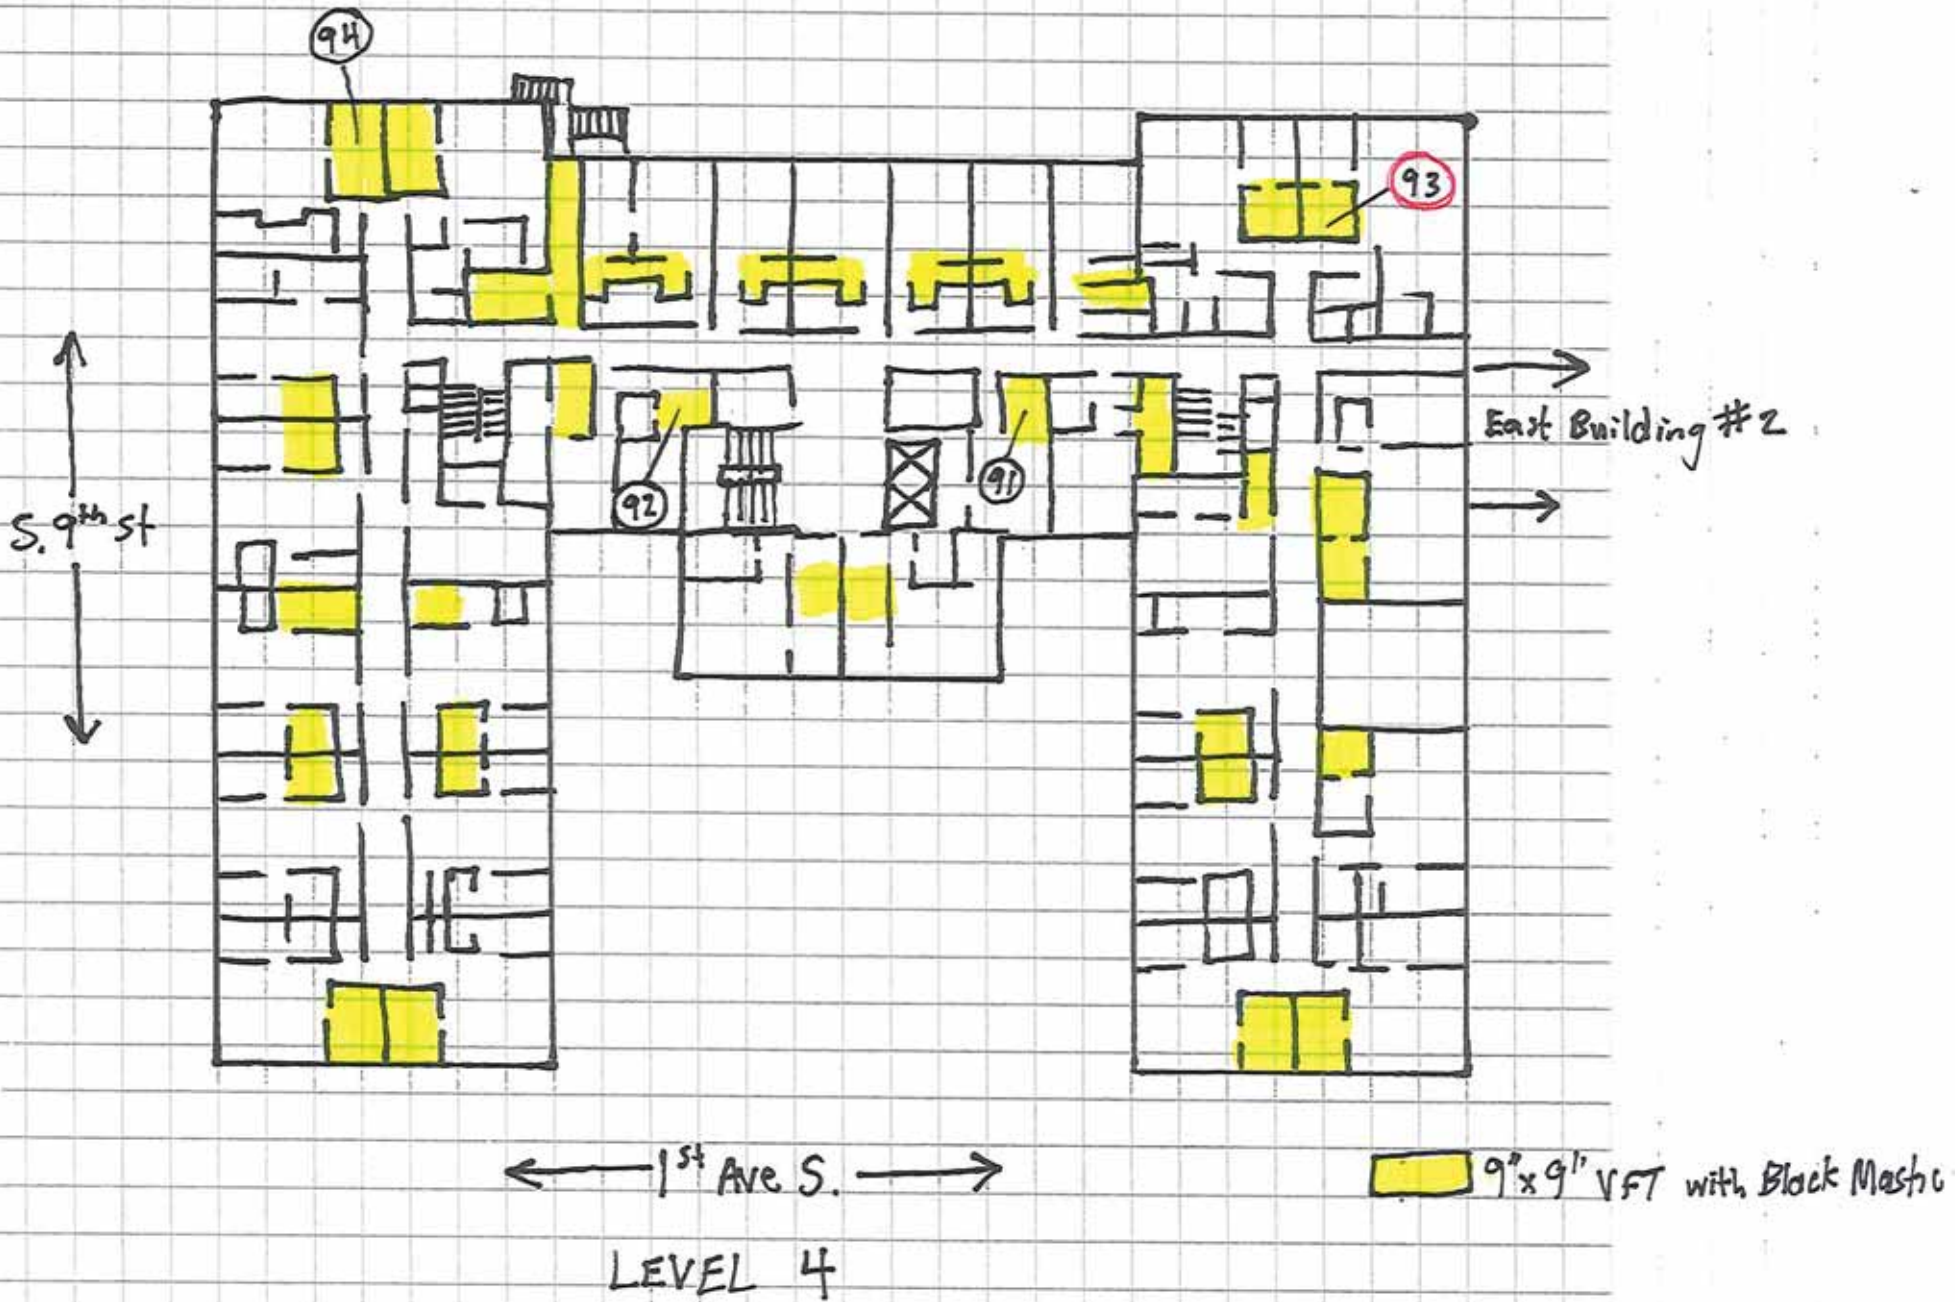 94
93
East Building #2
92
91
S. 9th St
1st Ave S.
9"x9" VFT with Black Mastic
LEVEL 4